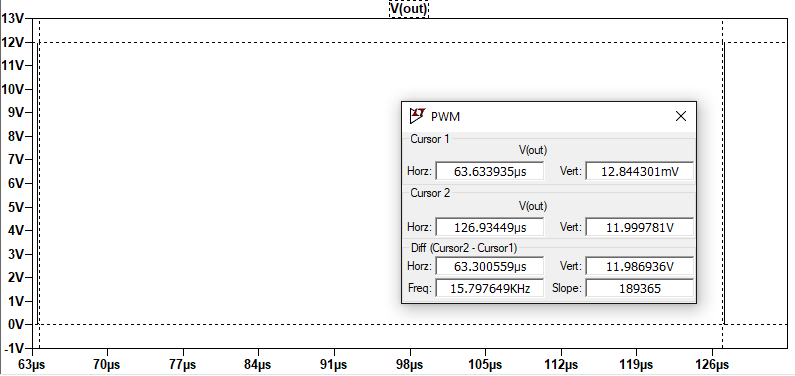 V(out)
13V
12V
11V
10V
9V
8V
7V
6V
5V
4V
3V
2V
1V
0V
-1V
63µs 70µs 77µs 84µs 91µs 98µs 105µs 112µs 119µs 126µs
PWM
Cursor 1
V(out)
Horz: 63.633935µs Vert: 12.844301mV
Cursor 2
V(out)
Horz: 126.93449µs Vert: 11.999781V
Diff (Cursor2 - Cursor1)
Horz: 63.300559µs Vert: 11.986936V
Freq: 15.797649KHz Slope: 189365